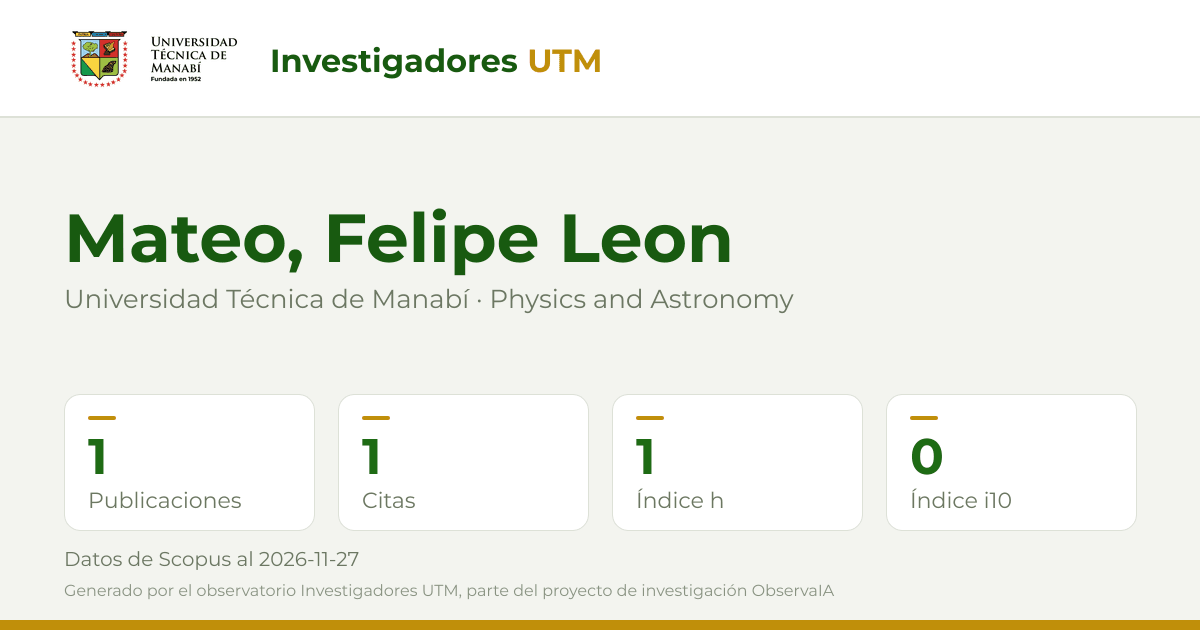 UNIVERSIDAD
TÉCNICA DE
MANABÍ
Fundada en 1952
Investigadores UTM
Mateo, Felipe Leon
Universidad Técnica de Manabí · Physics and Astronomy
1
Publicaciones
1
Citas
1
Índice h
0
Índice i10
Datos de Scopus al 2026-11-27
Generado por el observatorio Investigadores UTM, parte del proyecto de investigación ObservaIA